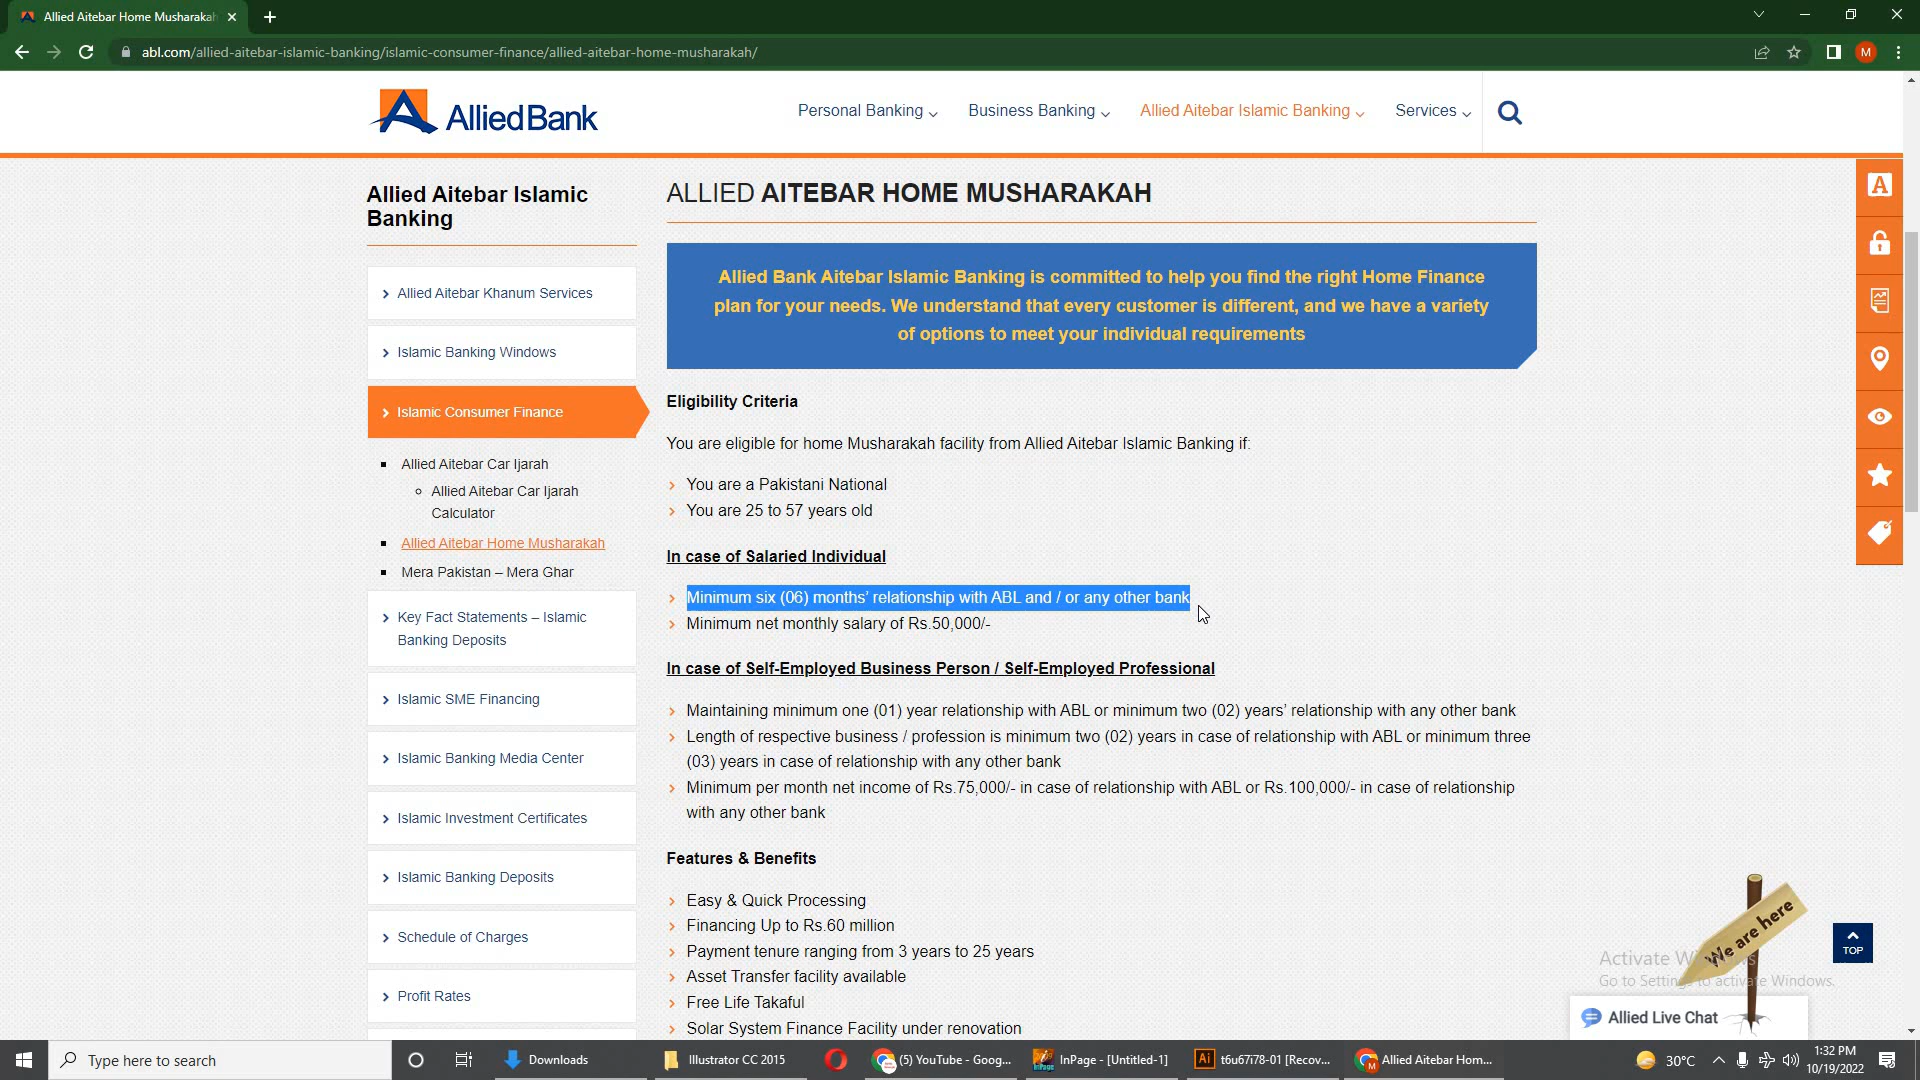 Allied Aitebar Home Musharakah
abl.com/allied-aitebar-islamic-banking/islamic-consumer-finance/allied-aitebar-home-musharakah/
M
Allied Bank
Personal Banking
Business Banking
Allied Aitebar Islamic Banking
Services
A
Allied Aitebar Islamic
Banking
Allied Aitebar Khanum Services
Islamic Banking Windows
Islamic Consumer Finance
Allied Aitebar Car Ijarah
Allied Aitebar Car Ijarah
Calculator
Allied Aitebar Home Musharakah
Mera Pakistan – Mera Ghar
Key Fact Statements – Islamic
Banking Deposits
Islamic SME Financing
Islamic Banking Media Center
Islamic Investment Certificates
Islamic Banking Deposits
Schedule of Charges
Profit Rates
ALLIED AITEBAR HOME MUSHARAKAH
Allied Bank Aitebar Islamic Banking is committed to help you find the right Home Finance
plan for your needs. We understand that every customer is different, and we have a variety
of options to meet your individual requirements
Eligibility Criteria
You are eligible for home Musharakah facility from Allied Aitebar Islamic Banking if:
You are a Pakistani National
You are 25 to 57 years old
In case of Salaried Individual
Minimum six (06) months’ relationship with ABL and / or any other bank
Minimum net monthly salary of Rs.50,000/-
In case of Self-Employed Business Person / Self-Employed Professional
Maintaining minimum one (01) year relationship with ABL or minimum two (02) years’ relationship with any other bank
Length of respective business / profession is minimum two (02) years in case of relationship with ABL or minimum three
(03) years in case of relationship with any other bank
Minimum per month net income of Rs.75,000/- in case of relationship with ABL or Rs.100,000/- in case of relationship
with any other bank
Features & Benefits
Easy & Quick Processing
Financing Up to Rs.60 million
Payment tenure ranging from 3 years to 25 years
Asset Transfer facility available
Free Life Takaful
Solar System Finance Facility under renovation
We are here
TOP
Activate Windows
Go to Settings to activate Windows.
Allied Live Chat
Type here to search
Downloads
Illustrator CC 2015
(5) YouTube - Goog...
InPage - [Untitled-1]
Ai
t6u67i78-01 [Recov...
Allied Aitebar Hom...
30°C
1:32 PM
10/19/2022